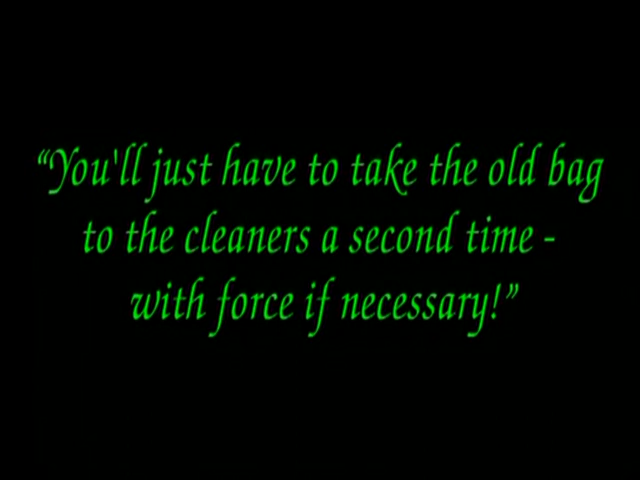 “You'll just have to take the old bag
to the cleaners a second time -
with force if necessary!”